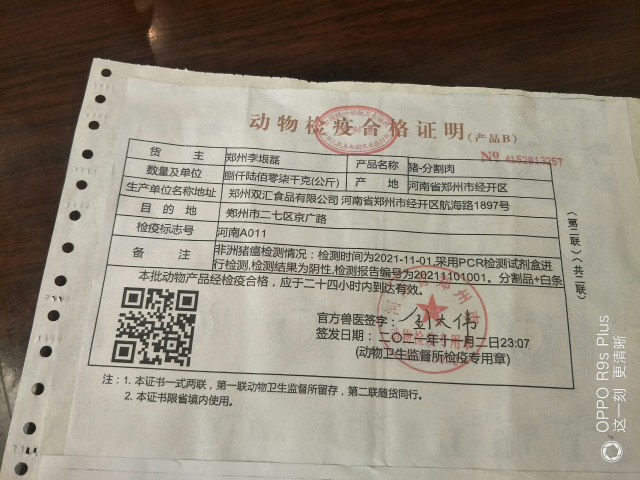 动物检疫合格证明(产品B)
No 4152813257
货 主 郑州李垠磊 产品名称 猪-分割肉
数量及单位 捌仟陆佰零柒千克(公斤) 产 地 河南省郑州市经开区
生产单位名称地址 郑州双汇食品有限公司 河南省郑州市经开区航海路1897号
目 的 地 郑州市二七区京广路
检疫标志号 河南A011
备 注 非洲猪瘟检测情况：检测时间为2021-11-01,采用PCR检测试剂盒进
行检测,检测结果为阴性,检测报告编号为20211101001。分割品+白条
本批动物产品经检疫合格，应于二十四小时内到达有效。
官方兽医签字：
签发日期：二〇二一年十一月二日23:07
(动物卫生监督所检疫专用章)
注：1. 本证书一式两联，第一联动物卫生监督所留存，第二联随货同行。
2. 本证书限省境内使用。
（第二联）（共二联）
OPPO R9s Plus
这一刻 更清晰